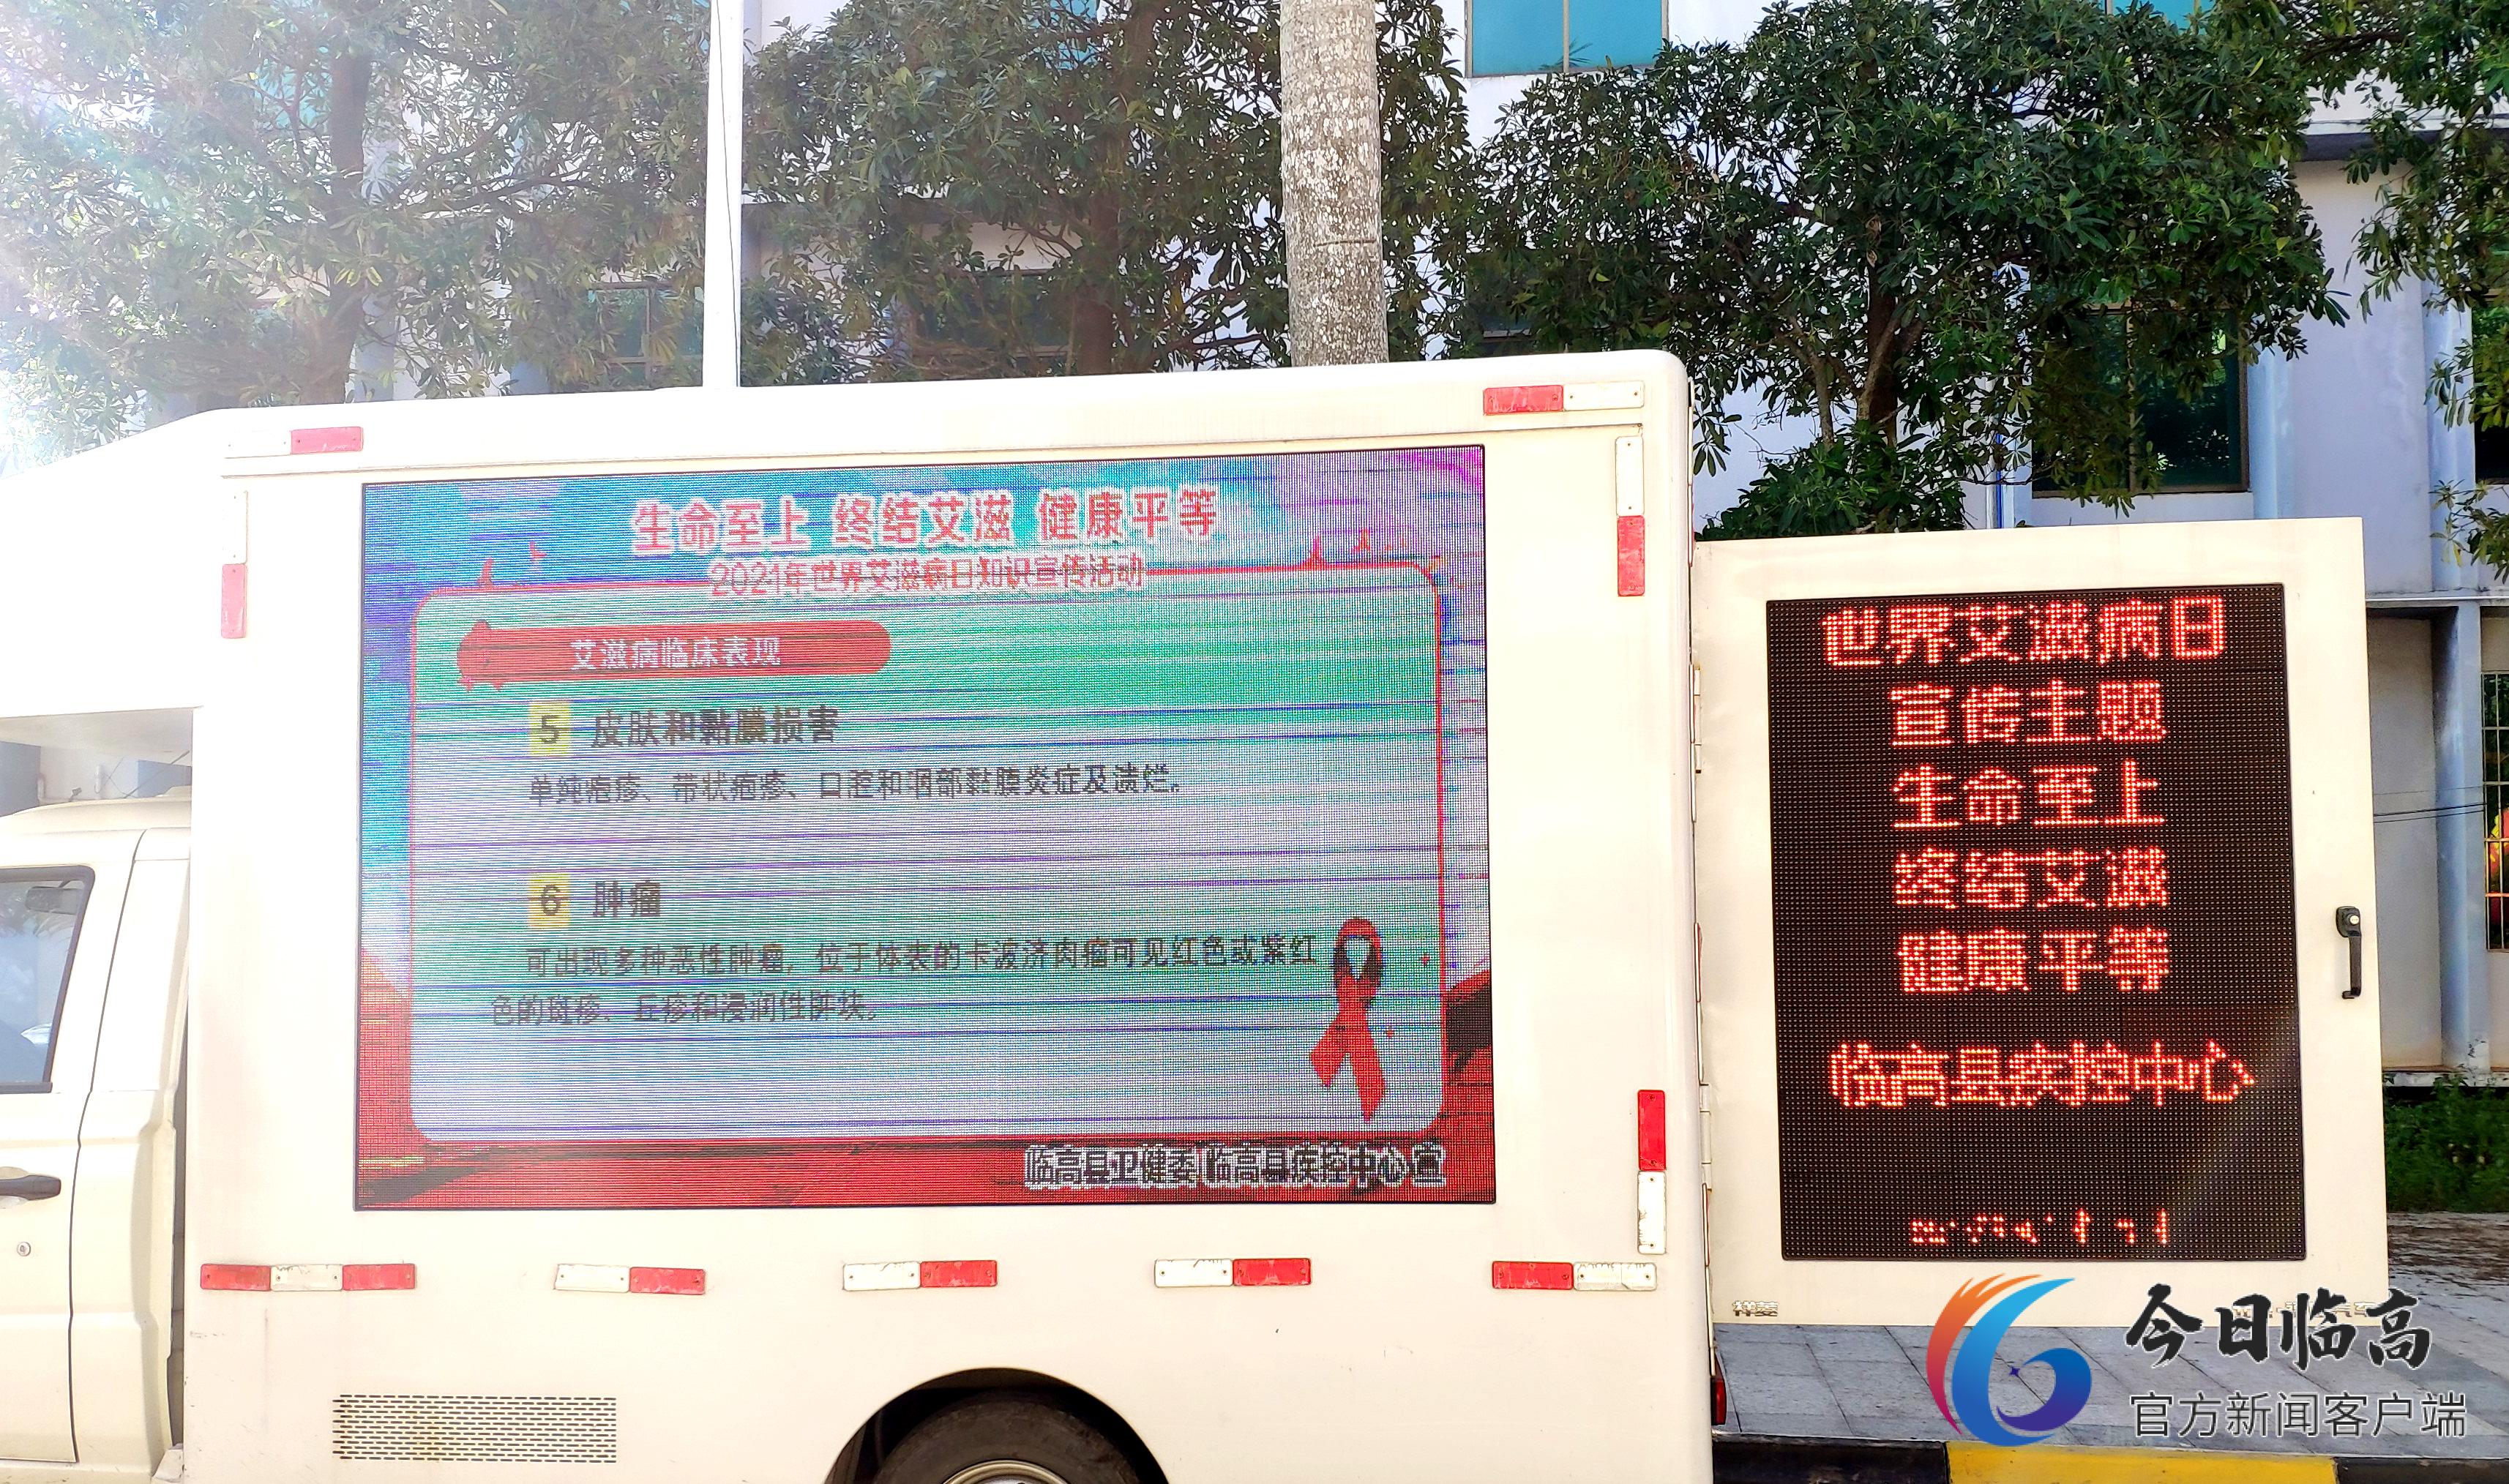 生命至上 终结艾滋 健康平等
2021年世界艾滋病日知识宣传活动
艾滋病临床表现
5 皮肤和黏膜损害
单纯疱疹、带状疱疹、口腔和咽部黏膜炎症及溃烂。
6 肿瘤
可出现多种恶性肿瘤，位于体表的卡波济肉瘤可见红色或紫红
色的斑疹、丘疹和浸润性肿块。
临高县卫健委 临高县疾控中心 宣
世界艾滋病日
宣传主题
生命至上
终结艾滋
健康平等
临高县疾控中心
今日临高
官方新闻客户端